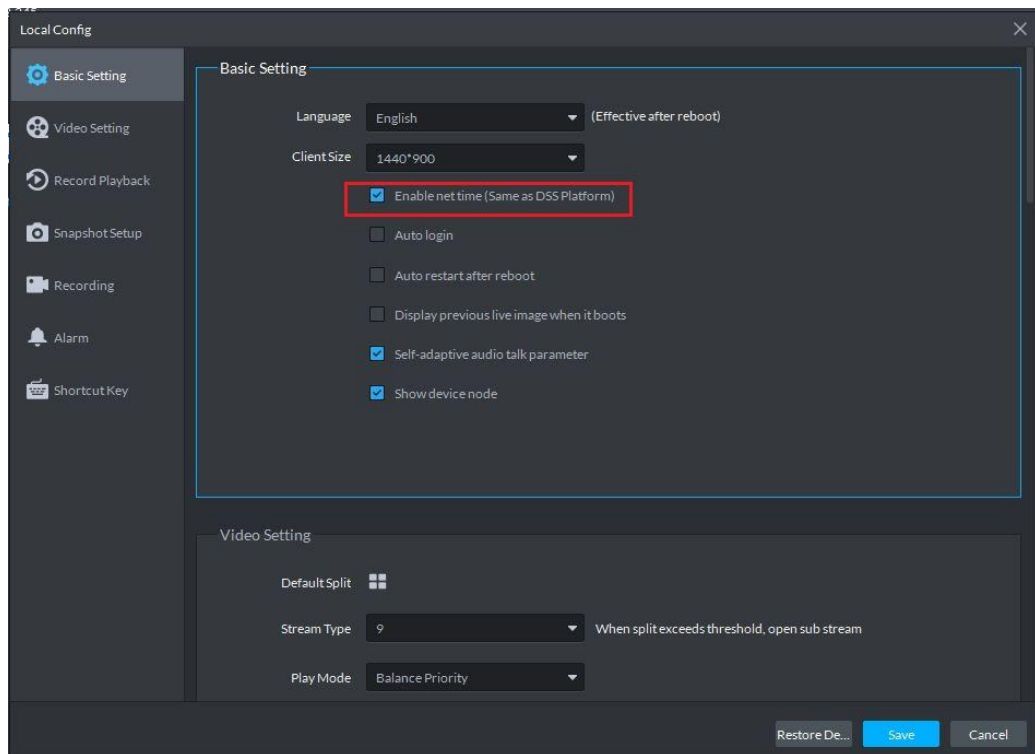 Local Config
Basic Setting
Video Setting
Record Playback
Snapshot Setup
Recording
Alarm
Shortcut Key
Basic Setting
Language English (Effective after reboot)
Client Size 1440*900
Enable net time (Same as DSS Platform)
Auto login
Auto restart after reboot
Display previous live image when it boots
Self-adaptive audio talk parameter
Show device node
Video Setting
Default Split
Stream Type 9 When split exceeds threshold, open sub stream
Play Mode Balance Priority
Restore De... Save Cancel